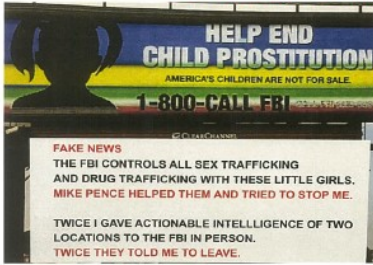 HELP END
CHILD PROSTITUTION
AMERICA'S CHILDREN ARE NOT FOR SALE.
1-800-CALL FBI
CLEARCHANNEL
FAKE NEWS
THE FBI CONTROLS ALL SEX TRAFFICKING
AND DRUG TRAFFICKING WITH THESE LITTLE GIRLS.
MIKE PENCE HELPED THEM AND TRIED TO STOP ME.
TWICE I GAVE ACTIONABLE INTELLLIGENCE OF TWO
LOCATIONS TO THE FBI IN PERSON.
TWICE THEY TOLD ME TO LEAVE.